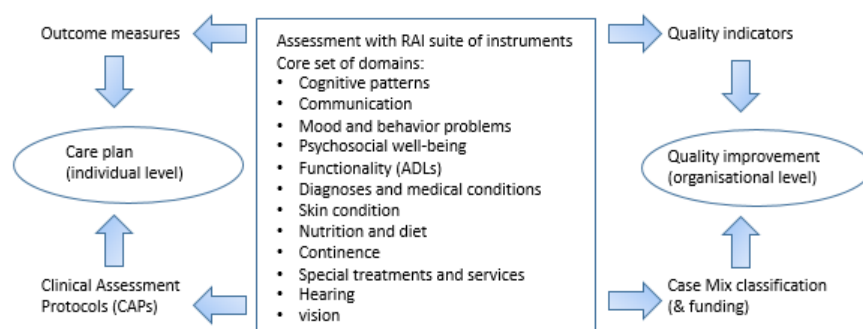 Outcome measures
Care plan
(individual level)
Clinical Assessment
Protocols (CAPs)
Assessment with RAI suite of instruments
Core set of domains:
• Cognitive patterns
• Communication
• Mood and behavior problems
• Psychosocial well-being
• Functionality (ADLs)
• Diagnoses and medical conditions
• Skin condition
• Nutrition and diet
• Continence
• Special treatments and services
• Hearing
• vision
Quality indicators
Quality improvement
(organisational level)
Case Mix classification
(& funding)